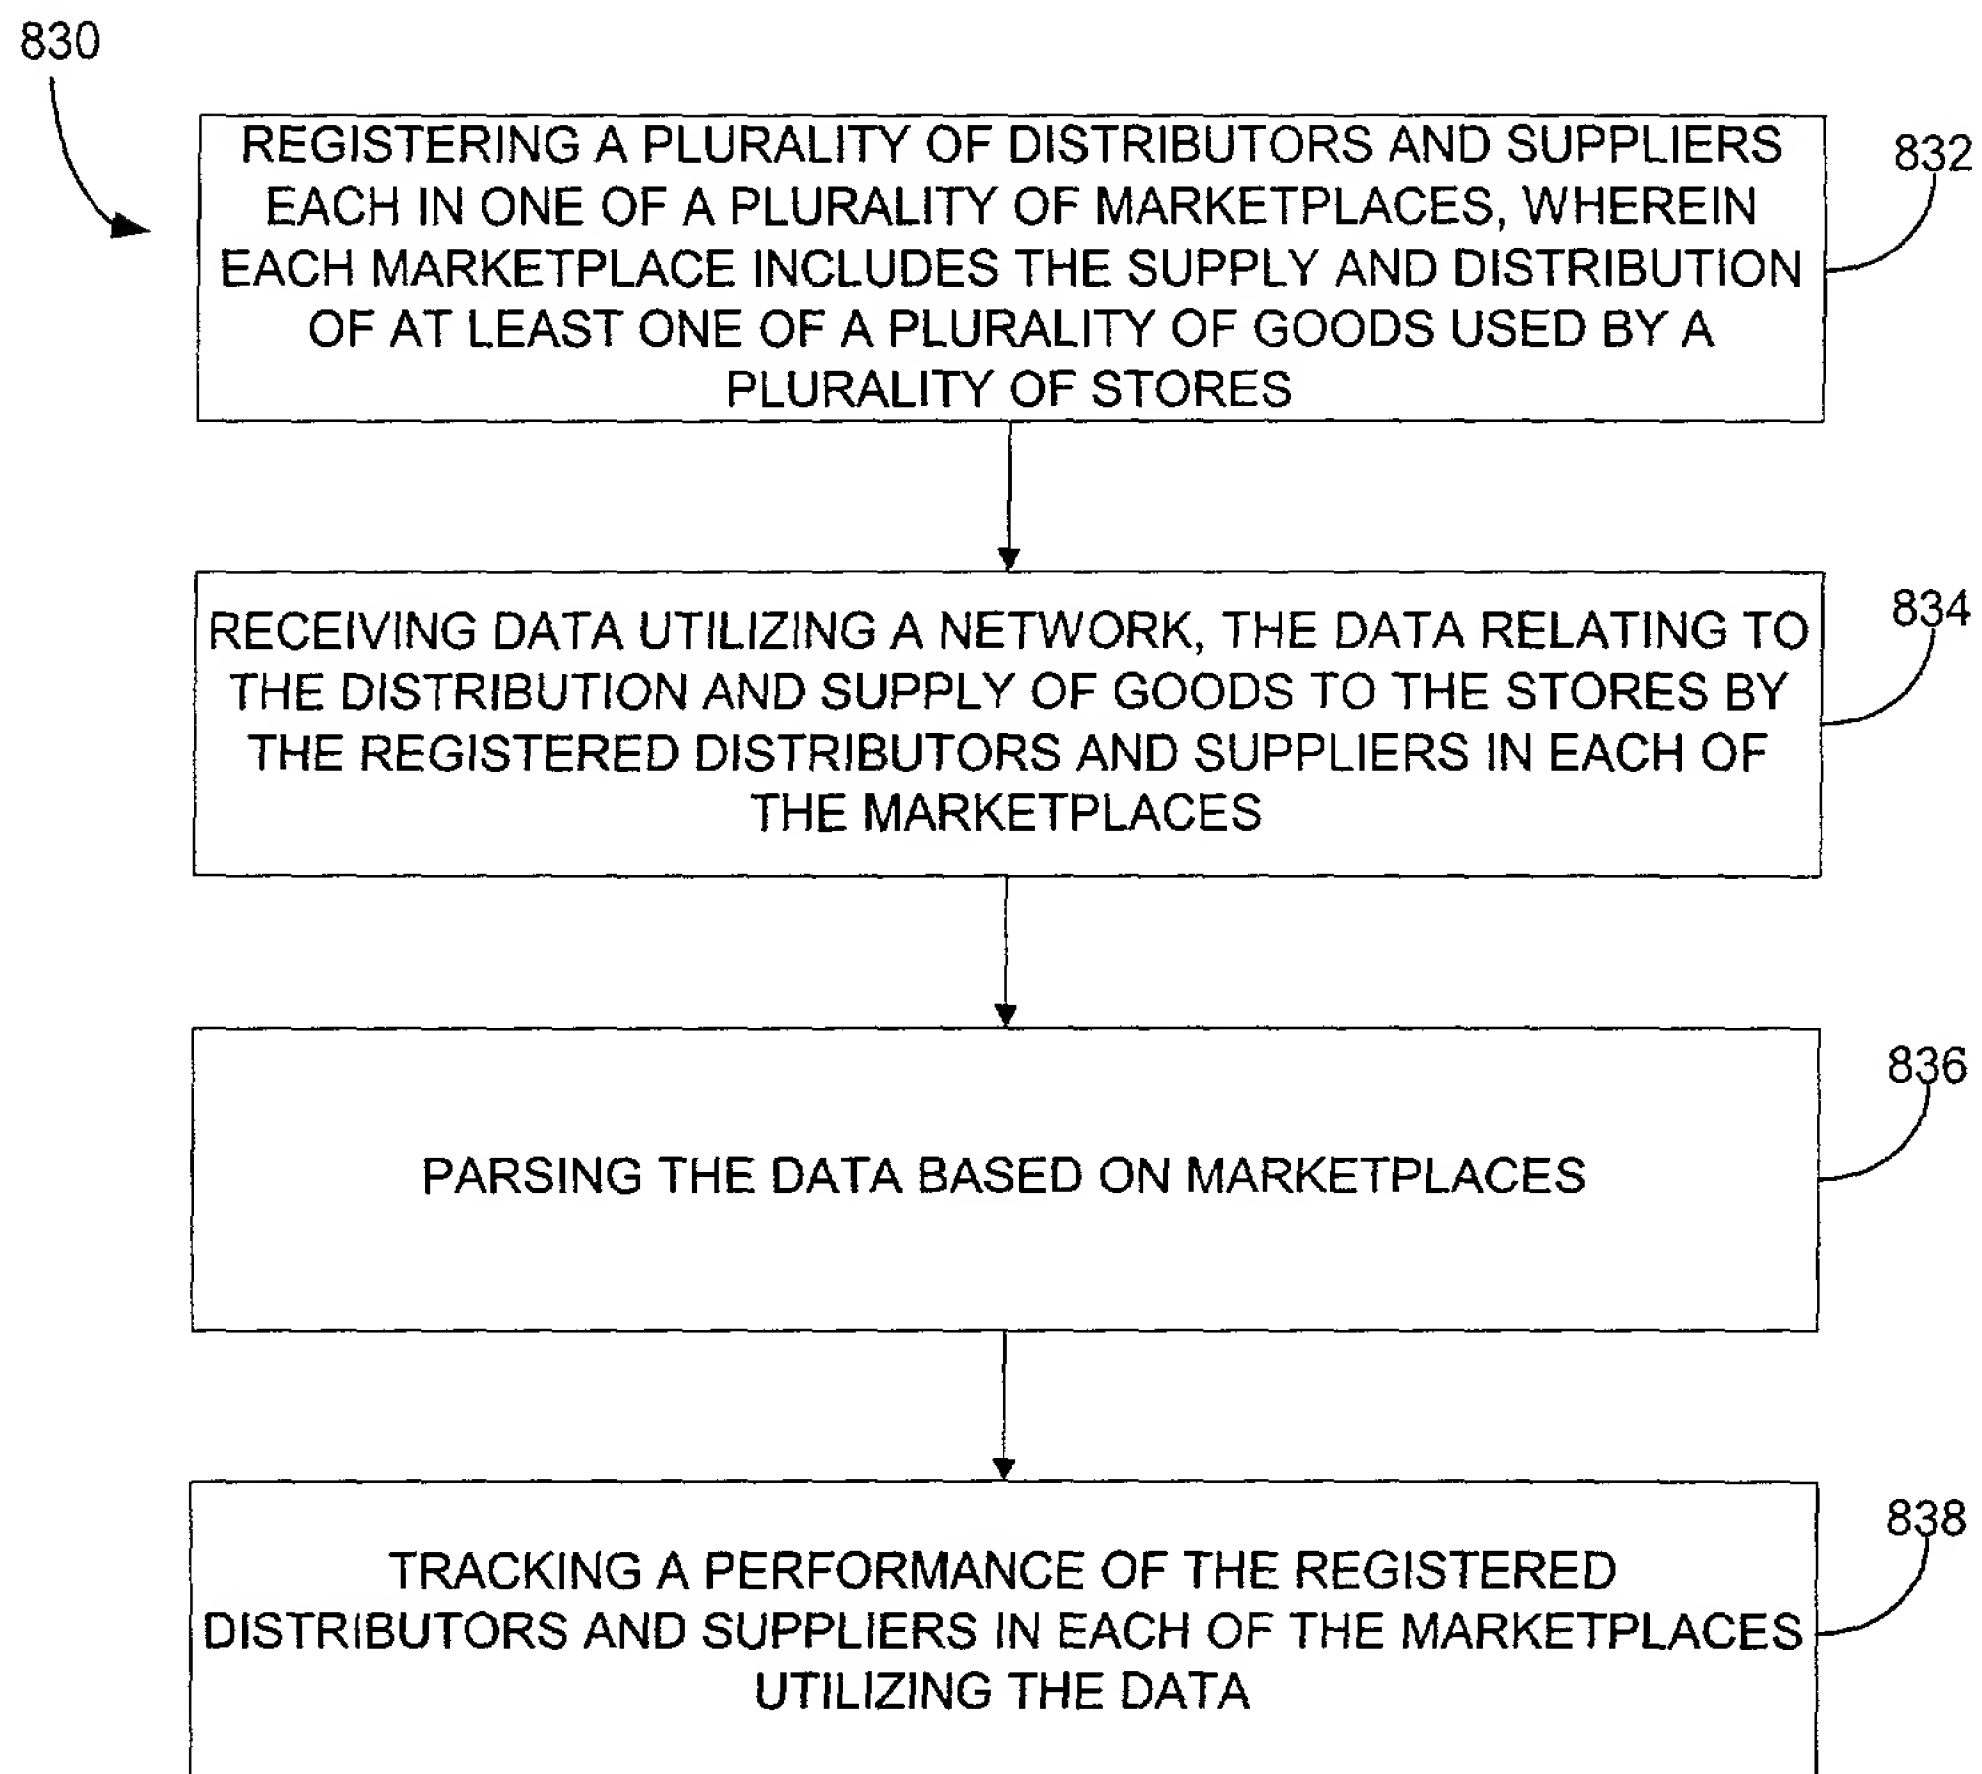 830
REGISTERING A PLURALITY OF DISTRIBUTORS AND SUPPLIERS
EACH IN ONE OF A PLURALITY OF MARKETPLACES, WHEREIN
EACH MARKETPLACE INCLUDES THE SUPPLY AND DISTRIBUTION
OF AT LEAST ONE OF A PLURALITY OF GOODS USED BY A
PLURALITY OF STORES
832
RECEIVING DATA UTILIZING A NETWORK, THE DATA RELATING TO
THE DISTRIBUTION AND SUPPLY OF GOODS TO THE STORES BY
THE REGISTERED DISTRIBUTORS AND SUPPLIERS IN EACH OF
THE MARKETPLACES
834
PARSING THE DATA BASED ON MARKETPLACES
836
TRACKING A PERFORMANCE OF THE REGISTERED
DISTRIBUTORS AND SUPPLIERS IN EACH OF THE MARKETPLACES
UTILIZING THE DATA
838